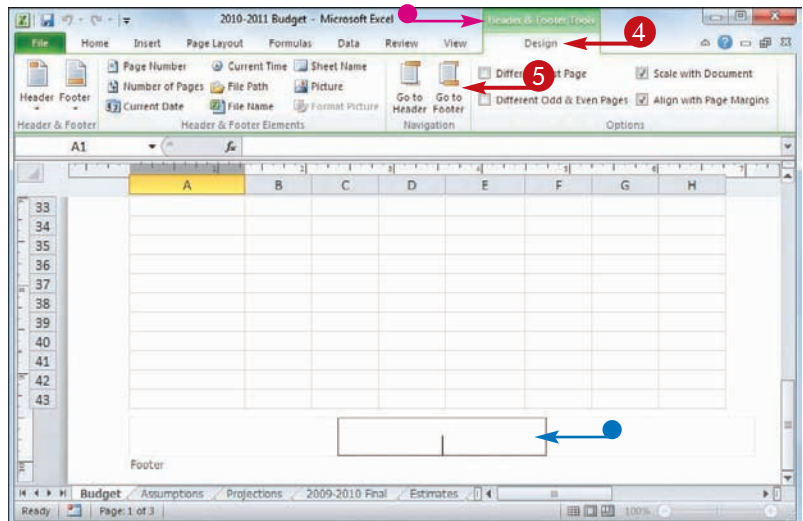 2010-2011 Budget - Microsoft Excel
Header & Footer Tools
File Home Insert Page Layout Formulas Data Review View Design 4
Page Number Current Time Sheet Name
Number of Pages File Path Picture
Current Date File Name Format Picture
Header Footer
Go to Header Go to Footer
5
Different First Page Scale with Document
Different Odd & Even Pages Align with Page Margins
Header & Footer Header & Footer Elements Navigation Options
A1 fx
A B C D E F G H
33
34
35
36
37
38
39
40
41
42
43
Footer
Budget Assumptions Projections 2009-2010 Final Estimates
Ready Page: 1 of 3 100%